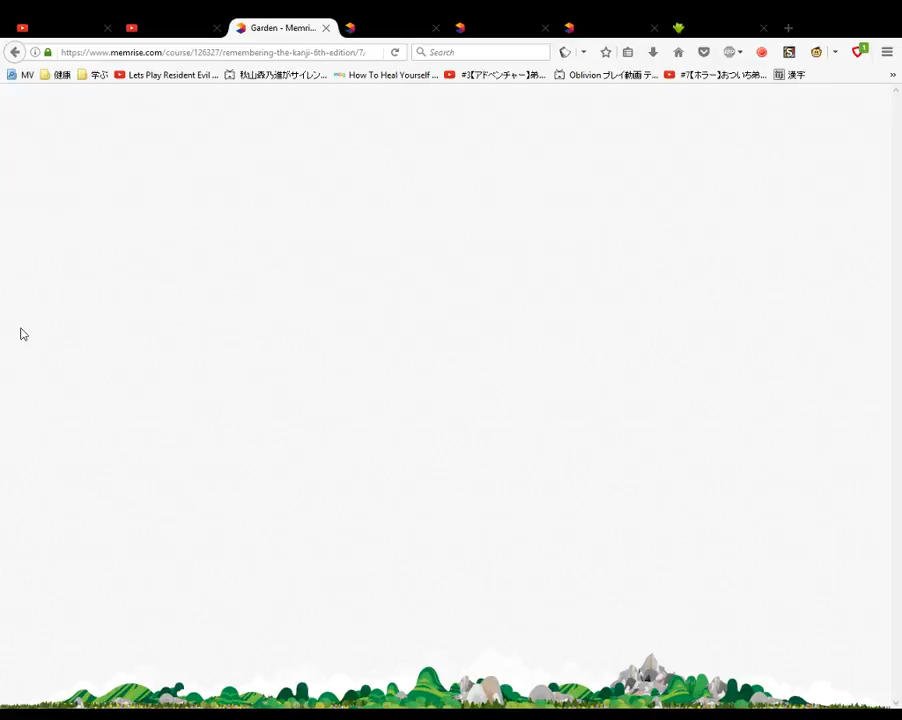 Garden - Memri...
https://www.memrise.com/course/126327/remembering-the-kanji-6th-edition/7/
Search
1
MV 健康 学ぶ Lets Play Resident Evil ... 秋山森乃進がサイレン... How To Heal Yourself ... #3【アドベンチャー】弟... Oblivion プレイ動画 テ... #7【ホラー】おついち弟... 漢字 »